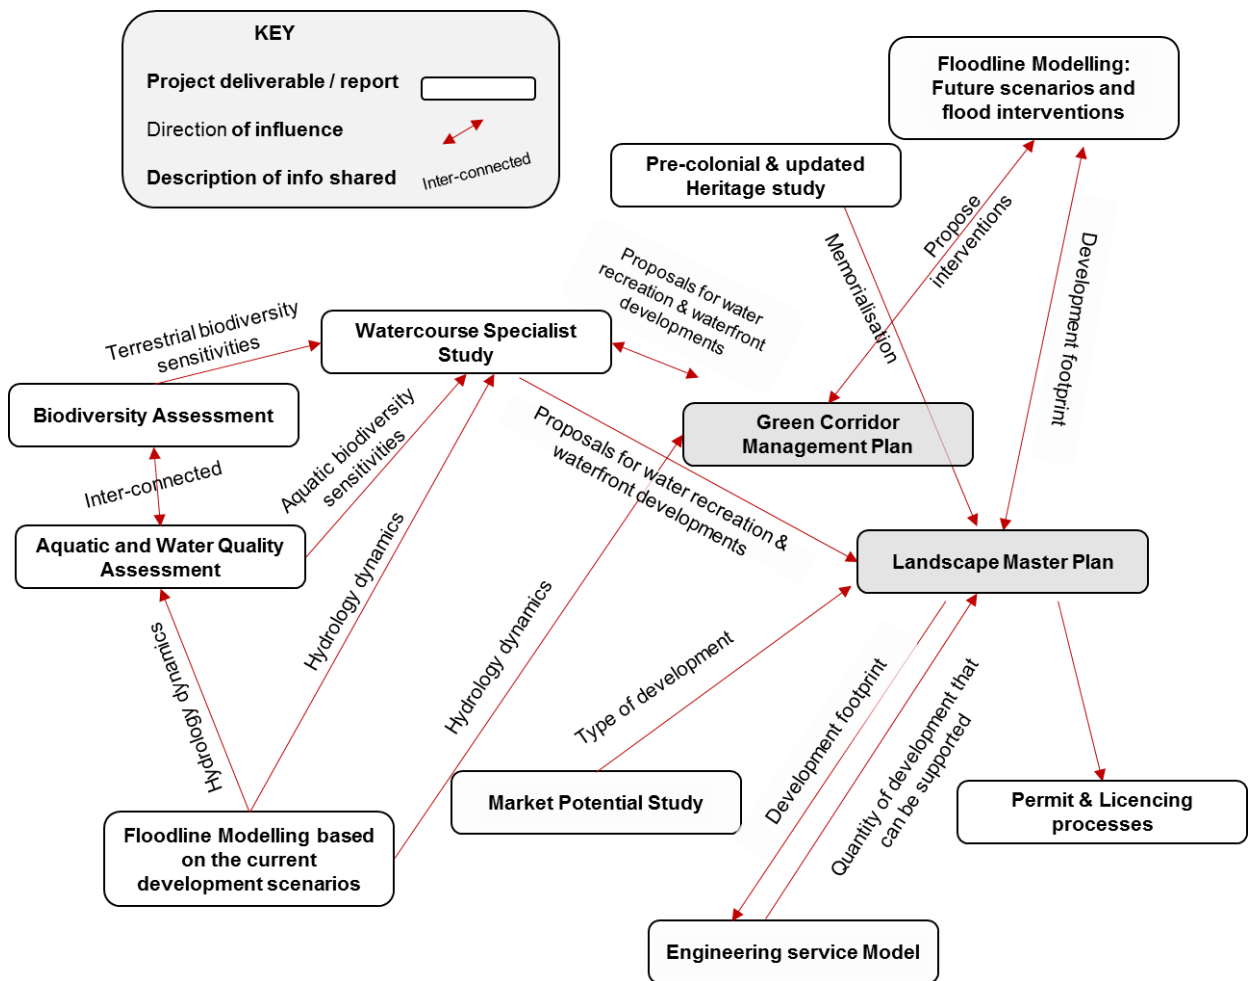 KEY
Project deliverable / report
Direction of influence
Description of info shared
Inter-connected
Floodline Modelling:
Future scenarios and
flood interventions
Pre-colonial & updated
Heritage study
Propose
interventions
Memorialisation
Development footprint
Proposals for water
recreation & waterfront
developments
Terrestrial biodiversity
sensitivities
Watercourse Specialist
Study
Biodiversity Assessment
Green Corridor
Management Plan
Aquatic biodiversity
sensitivities
Proposals for water recreation &
waterfront developments
Inter-connected
Aquatic and Water Quality
Assessment
Landscape Master Plan
Hydrology dynamics
Hydrology dynamics
Hydrology dynamics
Type of development
Development footprint
Quantity of development that
can be supported
Market Potential Study
Permit & Licencing
processes
Floodline Modelling based
on the current
development scenarios
Engineering service Model